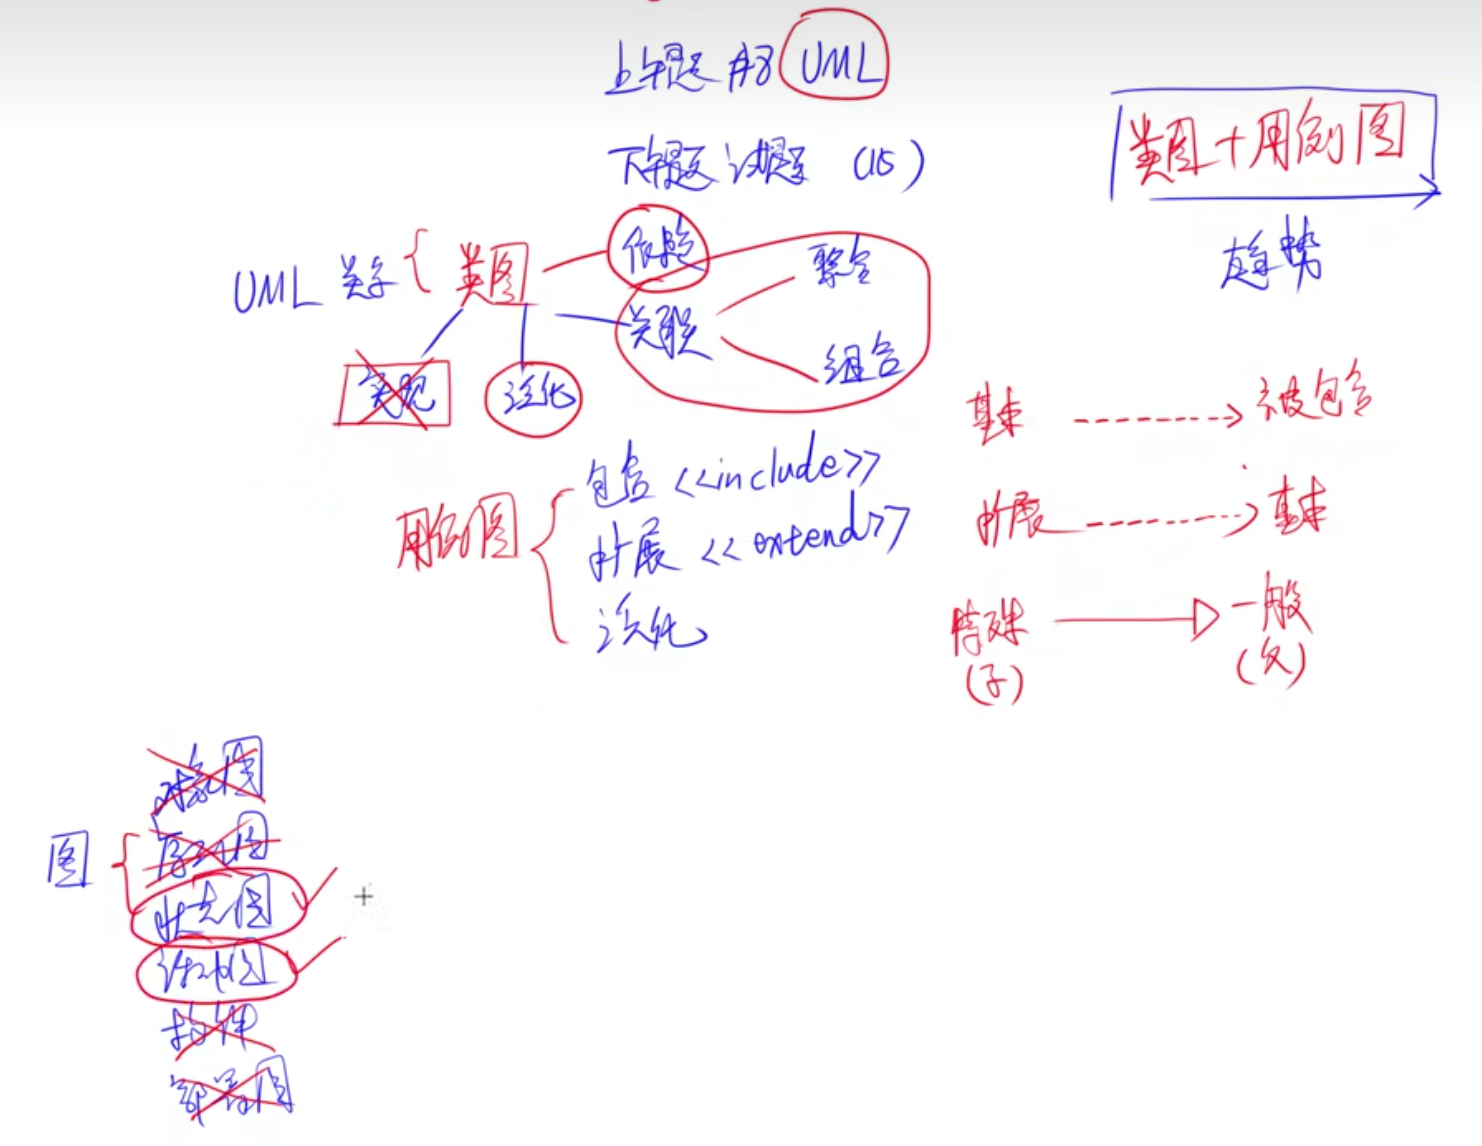 上午题 UML
下午题 试题三 (15)
类图+用例图
趋势
UML 关系 { 类图
依赖
关联
聚合
组合
实现
泛化
用例图
包含 <<include>>
扩展 <<extend>>
泛化
基本 -----> 被包含
扩展 -----> 基本
特殊 —▷ 一般
(子) (父)
图
对象图
序列图
状态图
活动图
构件
部署图